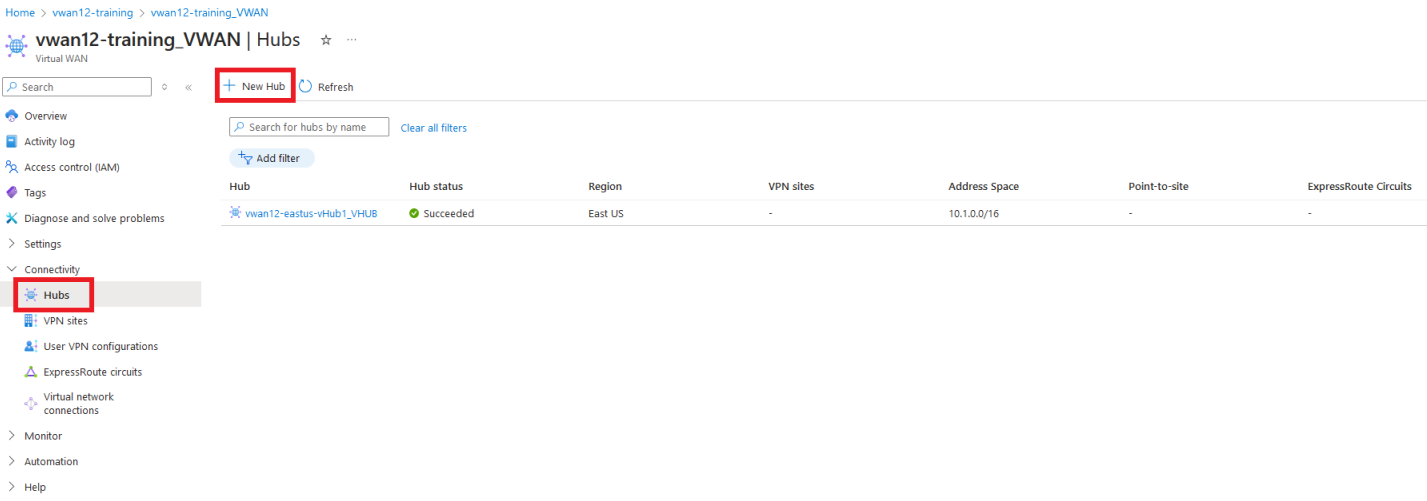 Home > vwan12-training > vwan12-training_VWAN
vwan12-training_VWAN | Hubs ☆ ···
Virtual WAN
Search
«
+ New Hub Refresh
Overview
Activity log
Access control (IAM)
Tags
Diagnose and solve problems
> Settings
Connectivity
Hubs
VPN sites
User VPN configurations
ExpressRoute circuits
Virtual network
connections
> Monitor
> Automation
> Help
Search for hubs by name Clear all filters
Add filter
Hub Hub status Region VPN sites Address Space Point-to-site ExpressRoute Circuits
vwan12-eastus-vHub1_VHUB Succeeded East US - 10.1.0.0/16 - -